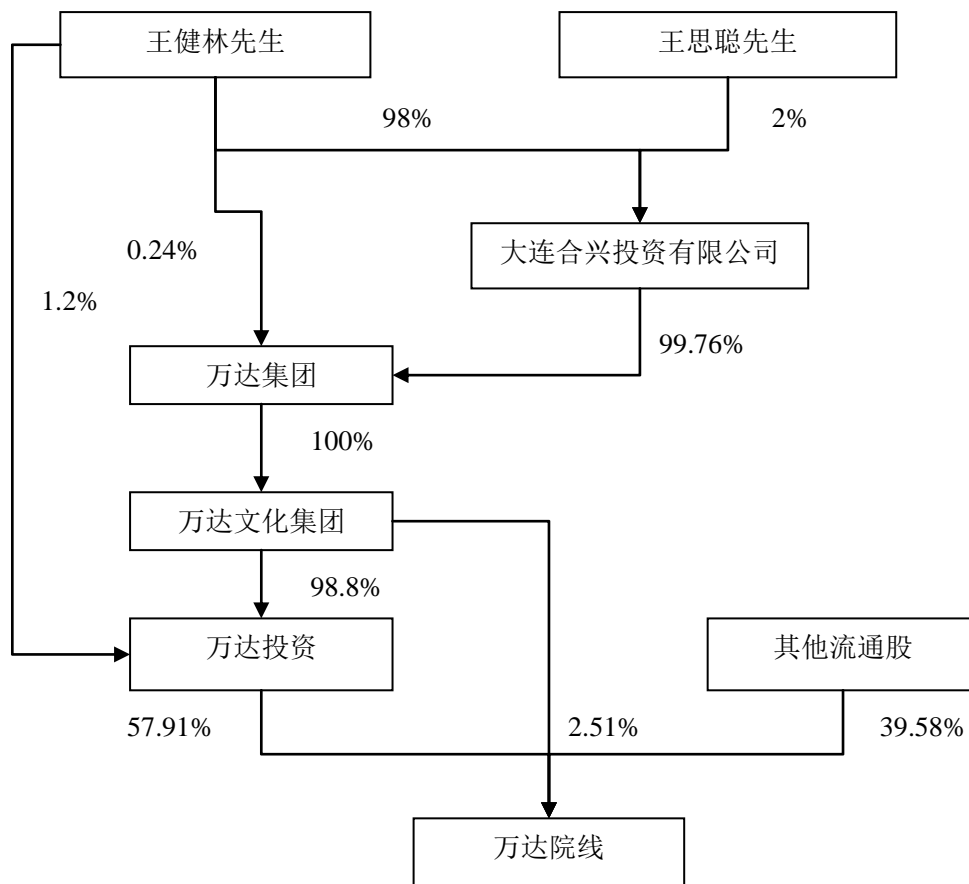 王健林先生
王思聪先生
98%
2%
0.24%
大连合兴投资有限公司
1.2%
99.76%
万达集团
100%
万达文化集团
98.8%
万达投资
其他流通股
57.91%
2.51%
39.58%
万达院线